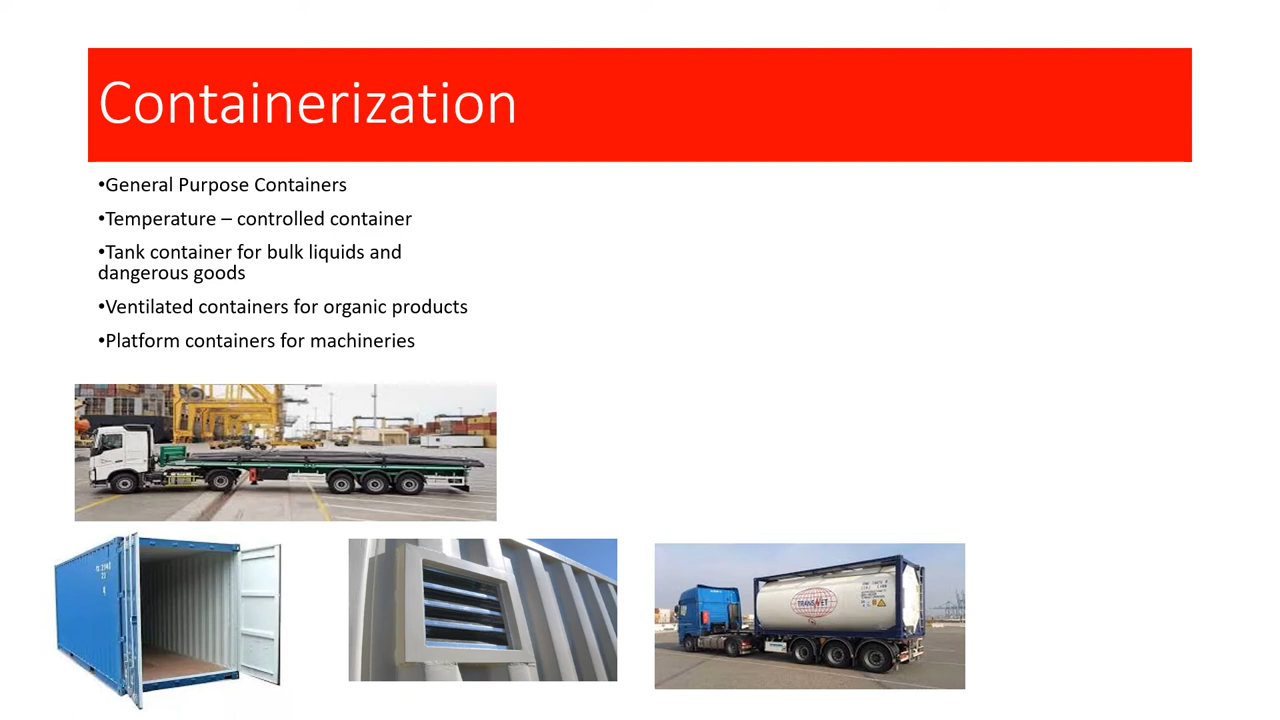 Containerization
•General Purpose Containers
•Temperature – controlled container
•Tank container for bulk liquids and
dangerous goods
•Ventilated containers for organic products
•Platform containers for machineries